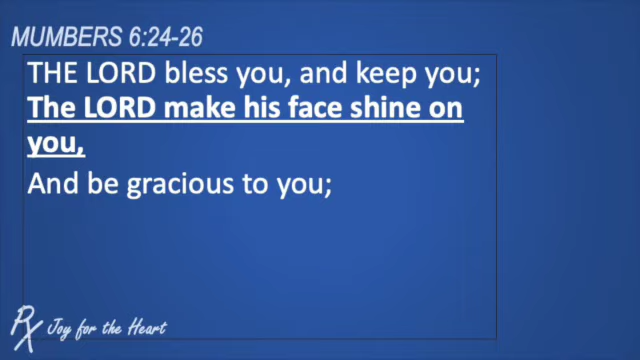 MUMBERS 6:24-26
THE LORD bless you, and keep you;
The LORD make his face shine on
you,
And be gracious to you;
Rx Joy for the Heart